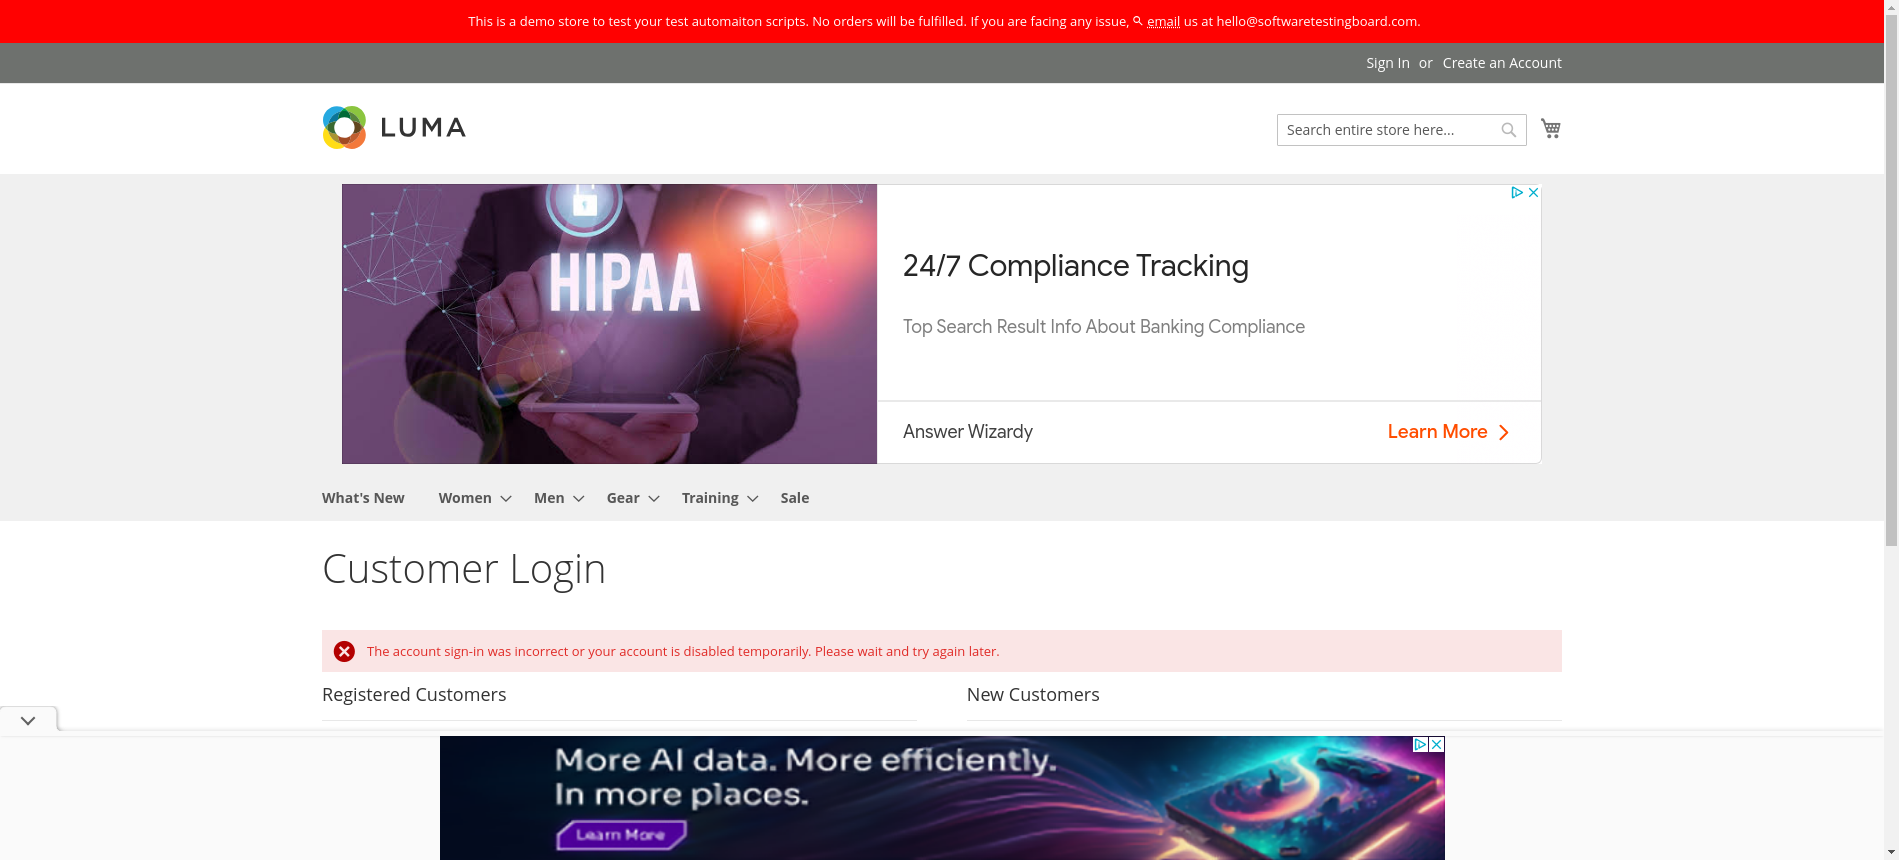 This is a demo store to test your test automaiton scripts. No orders will be fulfilled. If you are facing any issue, email us at hello@softwaretestingboard.com.
Sign In or Create an Account
LUMA
Search entire store here...
HIPAA
24/7 Compliance Tracking
Top Search Result Info About Banking Compliance
Answer Wizardy
Learn More
What's New Women Men Gear Training Sale
Customer Login
The account sign-in was incorrect or your account is disabled temporarily. Please wait and try again later.
Registered Customers
New Customers
More AI data. More efficiently.
In more places.
Learn More